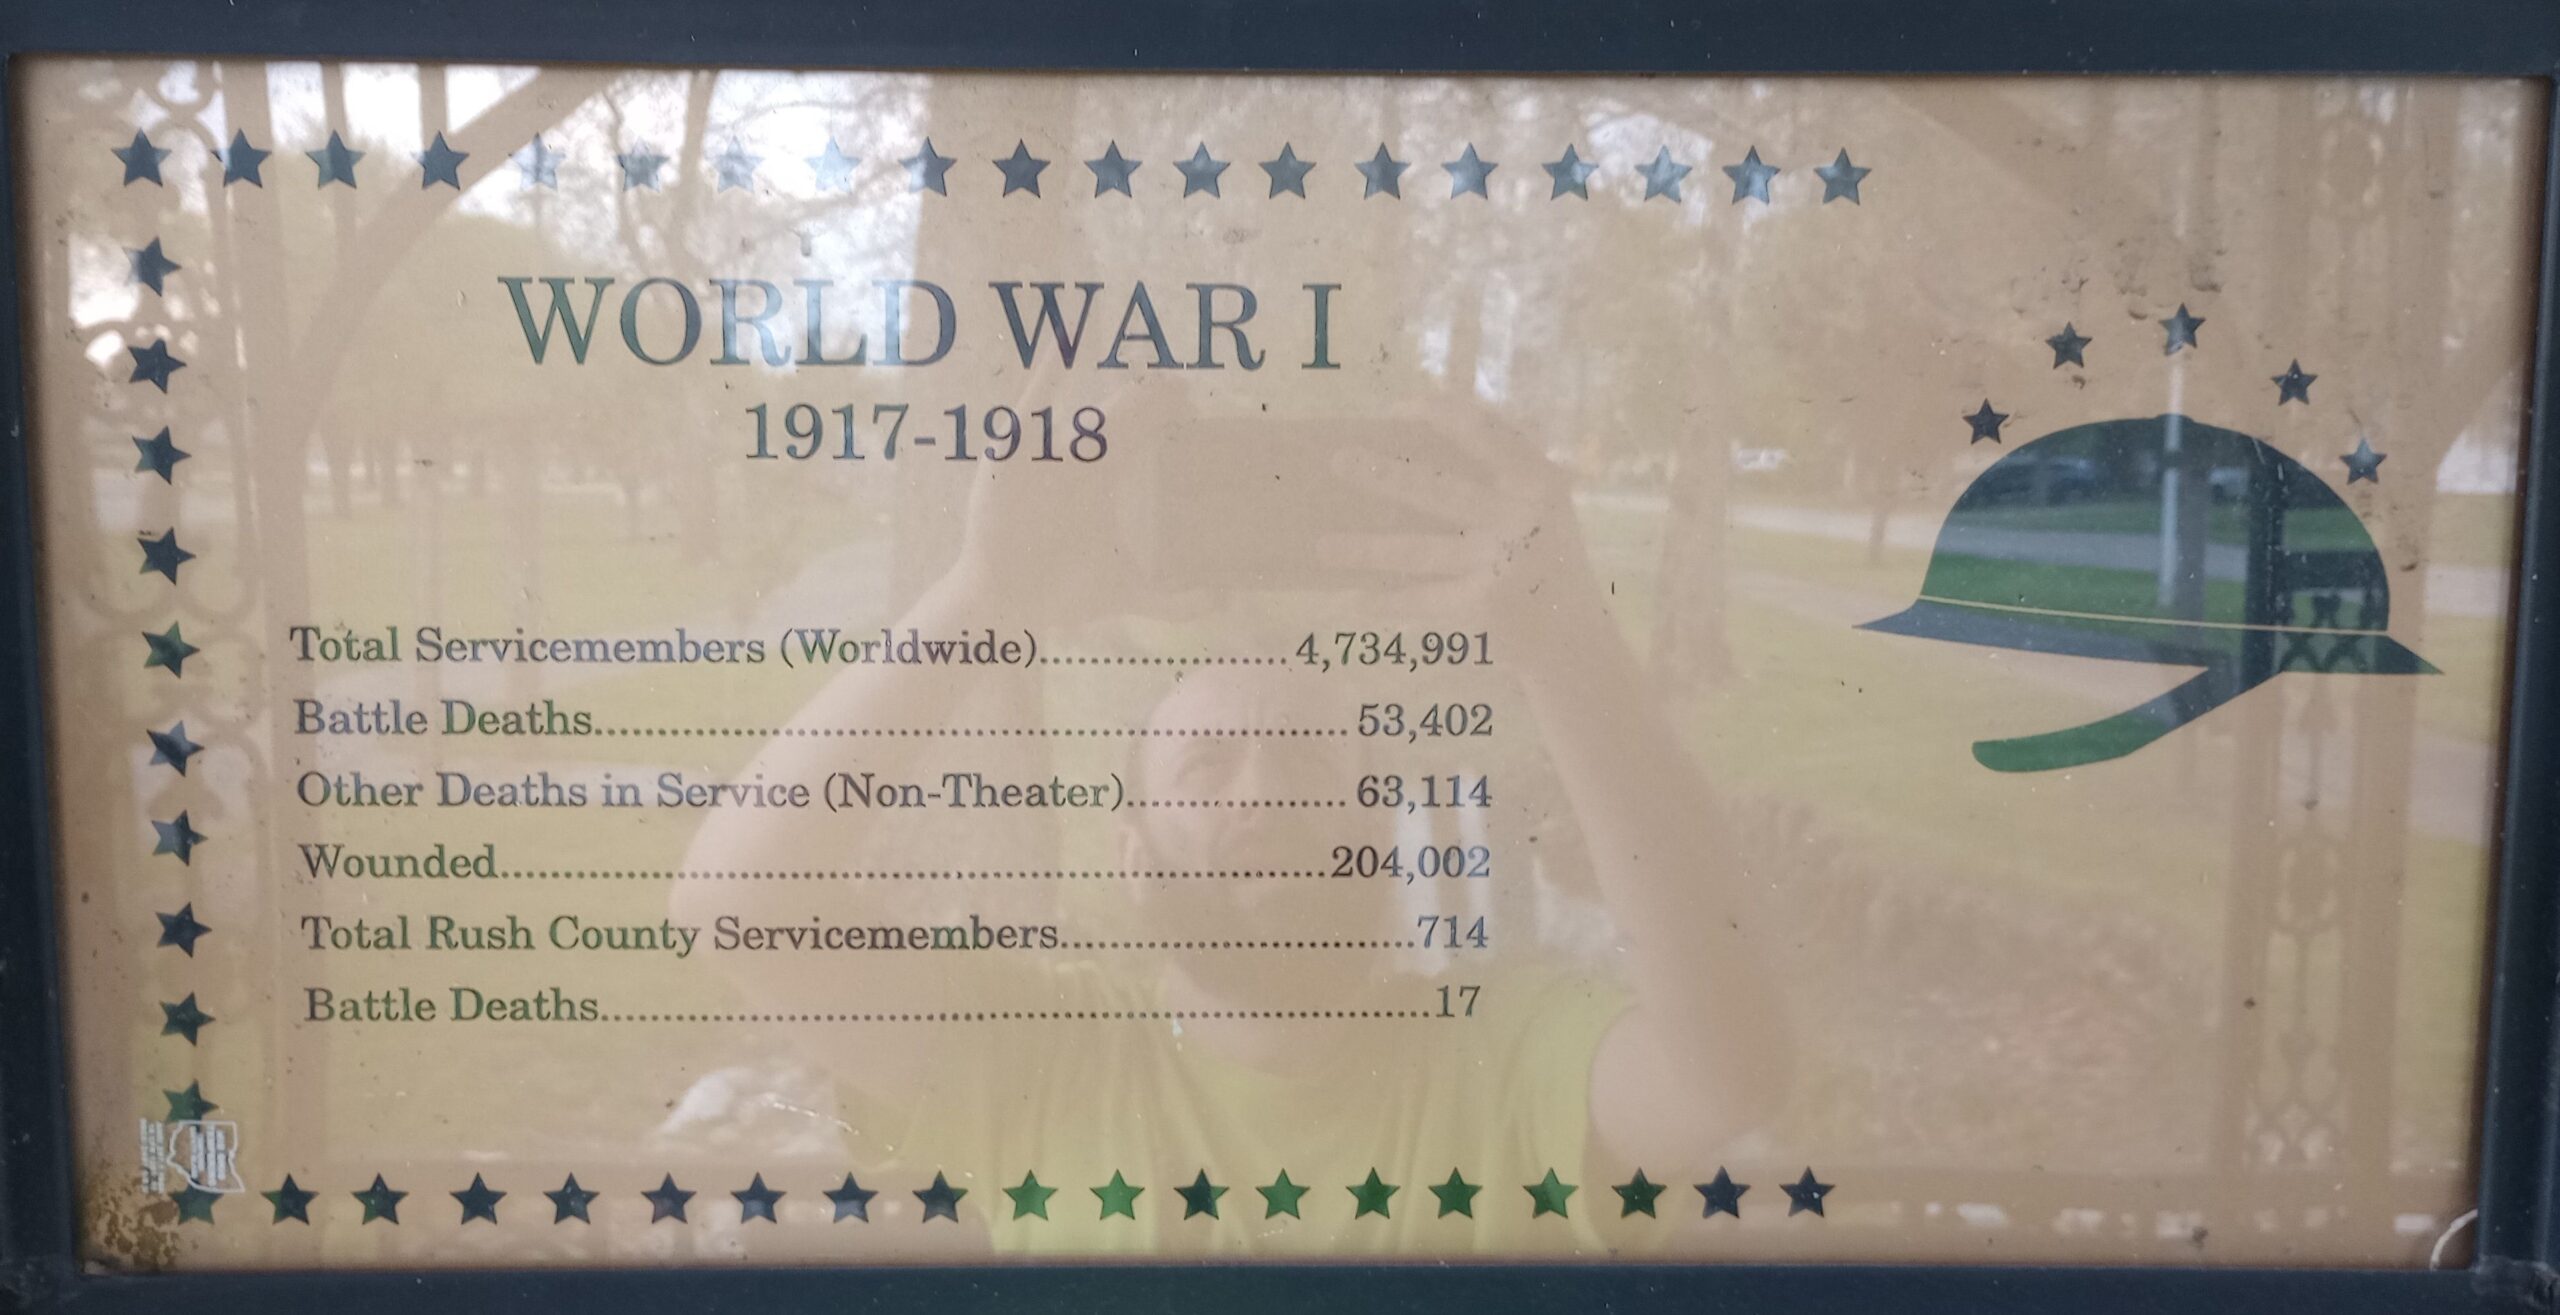 WORLD WAR I
1917-1918
Total Servicemembers (Worldwide)....................4,734,991
Battle Deaths............................................................ 53,402
Other Deaths in Service (Non-Theater).................. 63,114
Wounded..................................................................204,002
Total Rush County Servicemembers.............................714
Battle Deaths...................................................................17